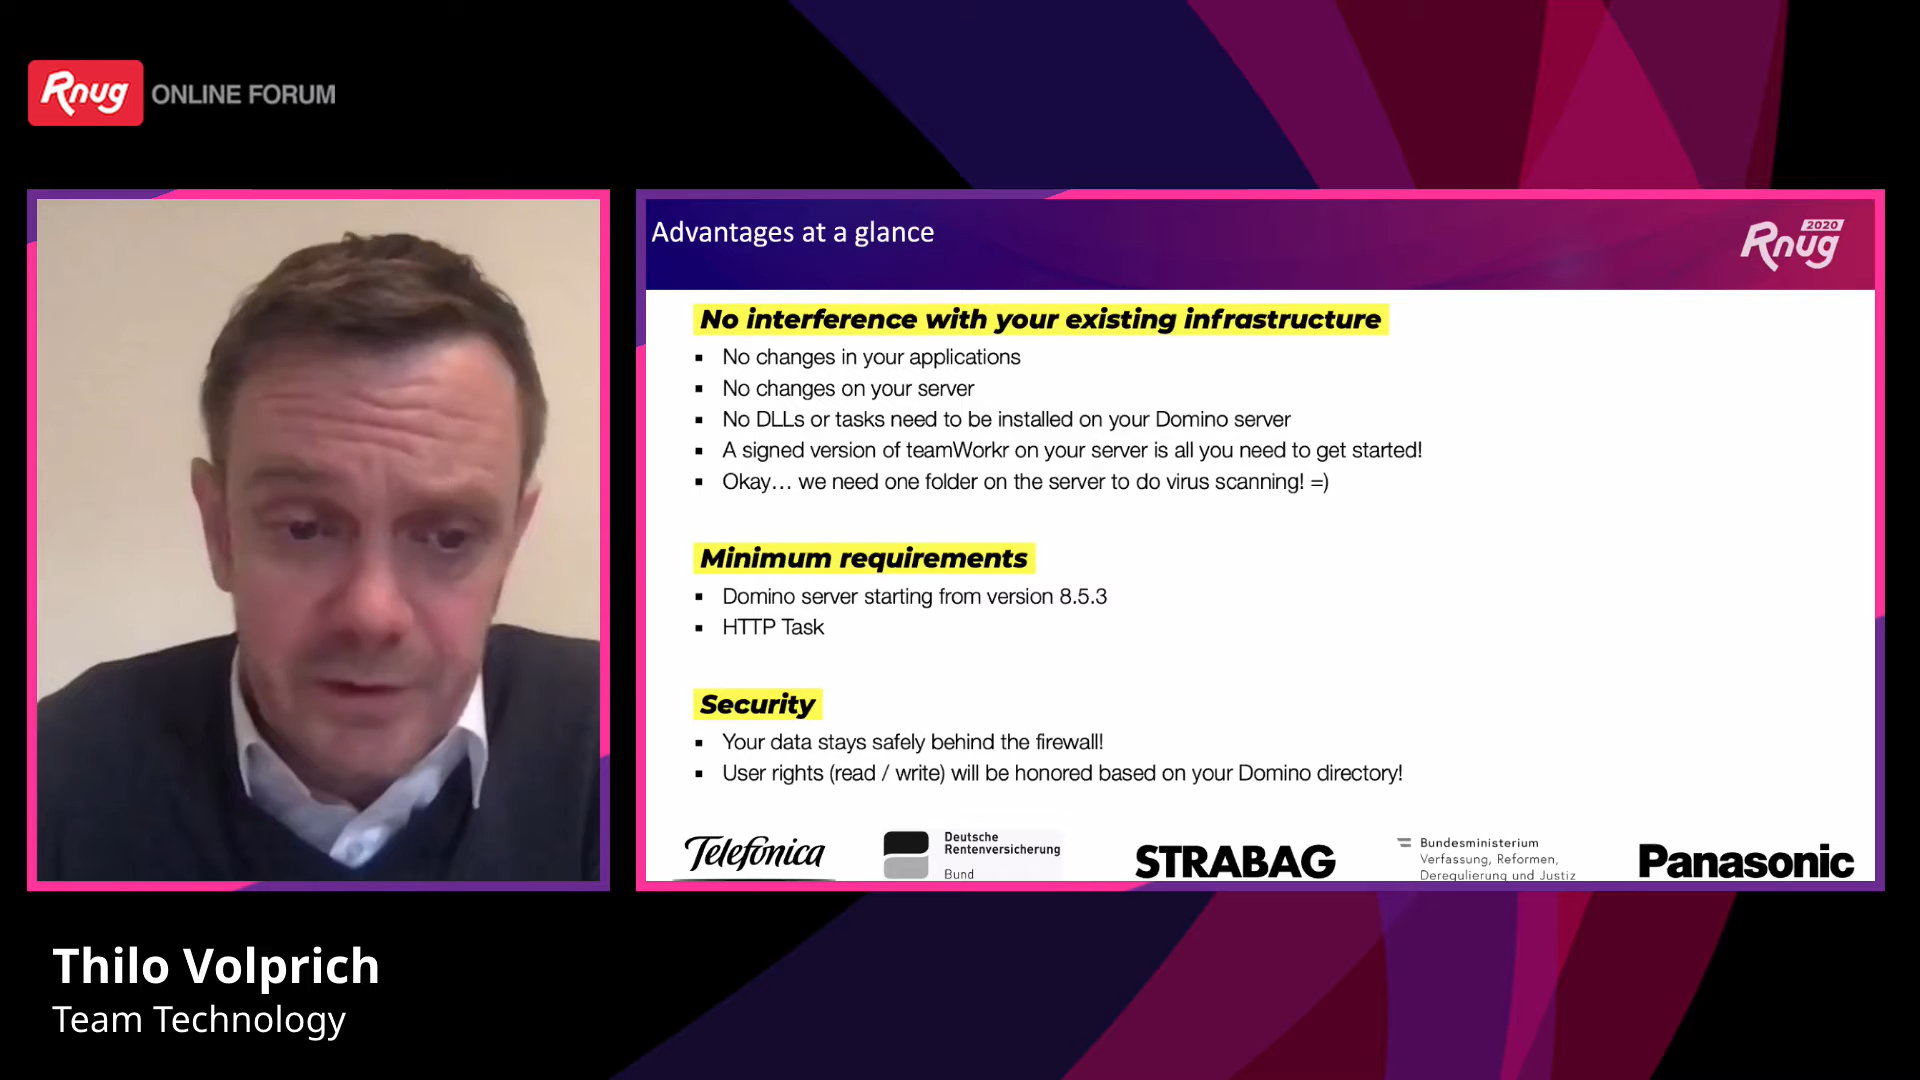 Rnug ONLINE FORUM
Advantages at a glance
Rnug 2020
No interference with your existing infrastructure
▪ No changes in your applications
▪ No changes on your server
▪ No DLLs or tasks need to be installed on your Domino server
▪ A signed version of teamWorkr on your server is all you need to get started!
▪ Okay… we need one folder on the server to do virus scanning! =)
Minimum requirements
▪ Domino server starting from version 8.5.3
▪ HTTP Task
Security
▪ Your data stays safely behind the firewall!
▪ User rights (read / write) will be honored based on your Domino directory!
Telefónica
Deutsche
Rentenversicherung
Bund
STRABAG
Bundesministerium
Verfassung, Reformen,
Deregulierung und Justiz
Panasonic
Thilo Volprich
Team Technology